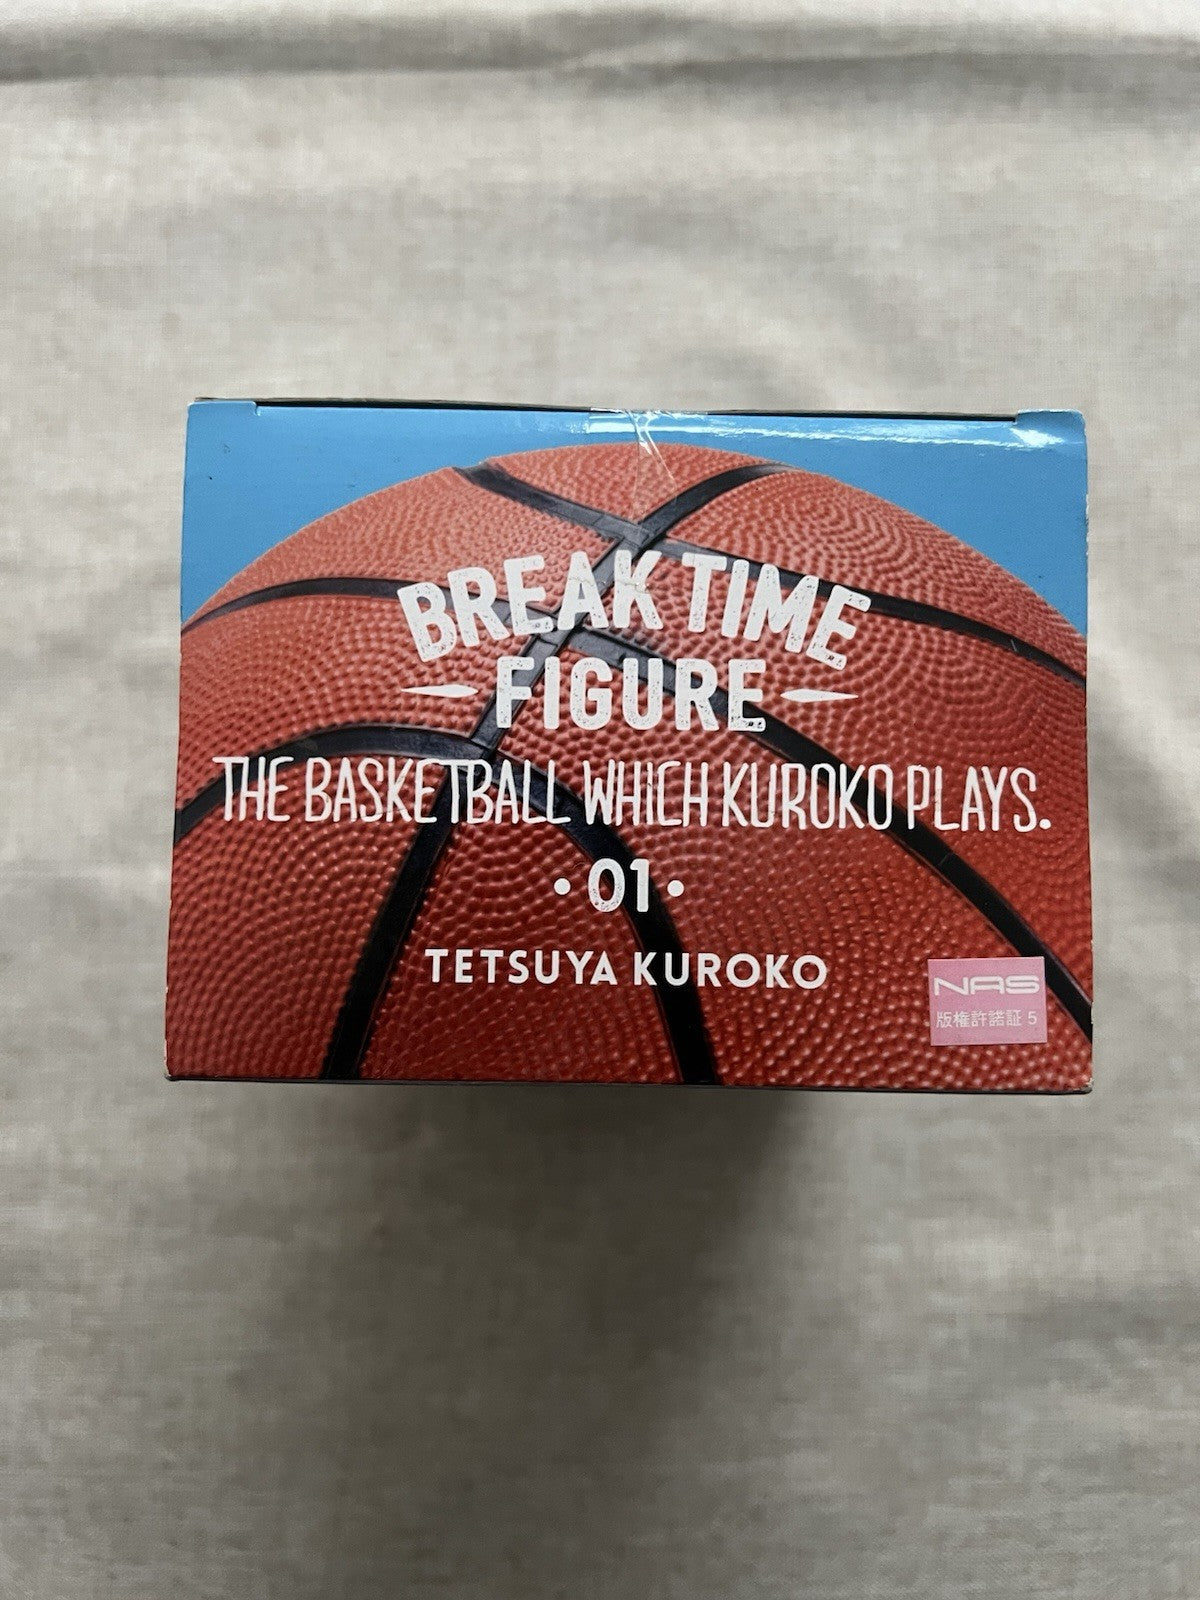 BREAK TIME
FIGURE
THE BASKETBALL WHICH KUROKO PLAYS.
• 01 •
TETSUYA KUROKO
NAS
版権許諾証 5